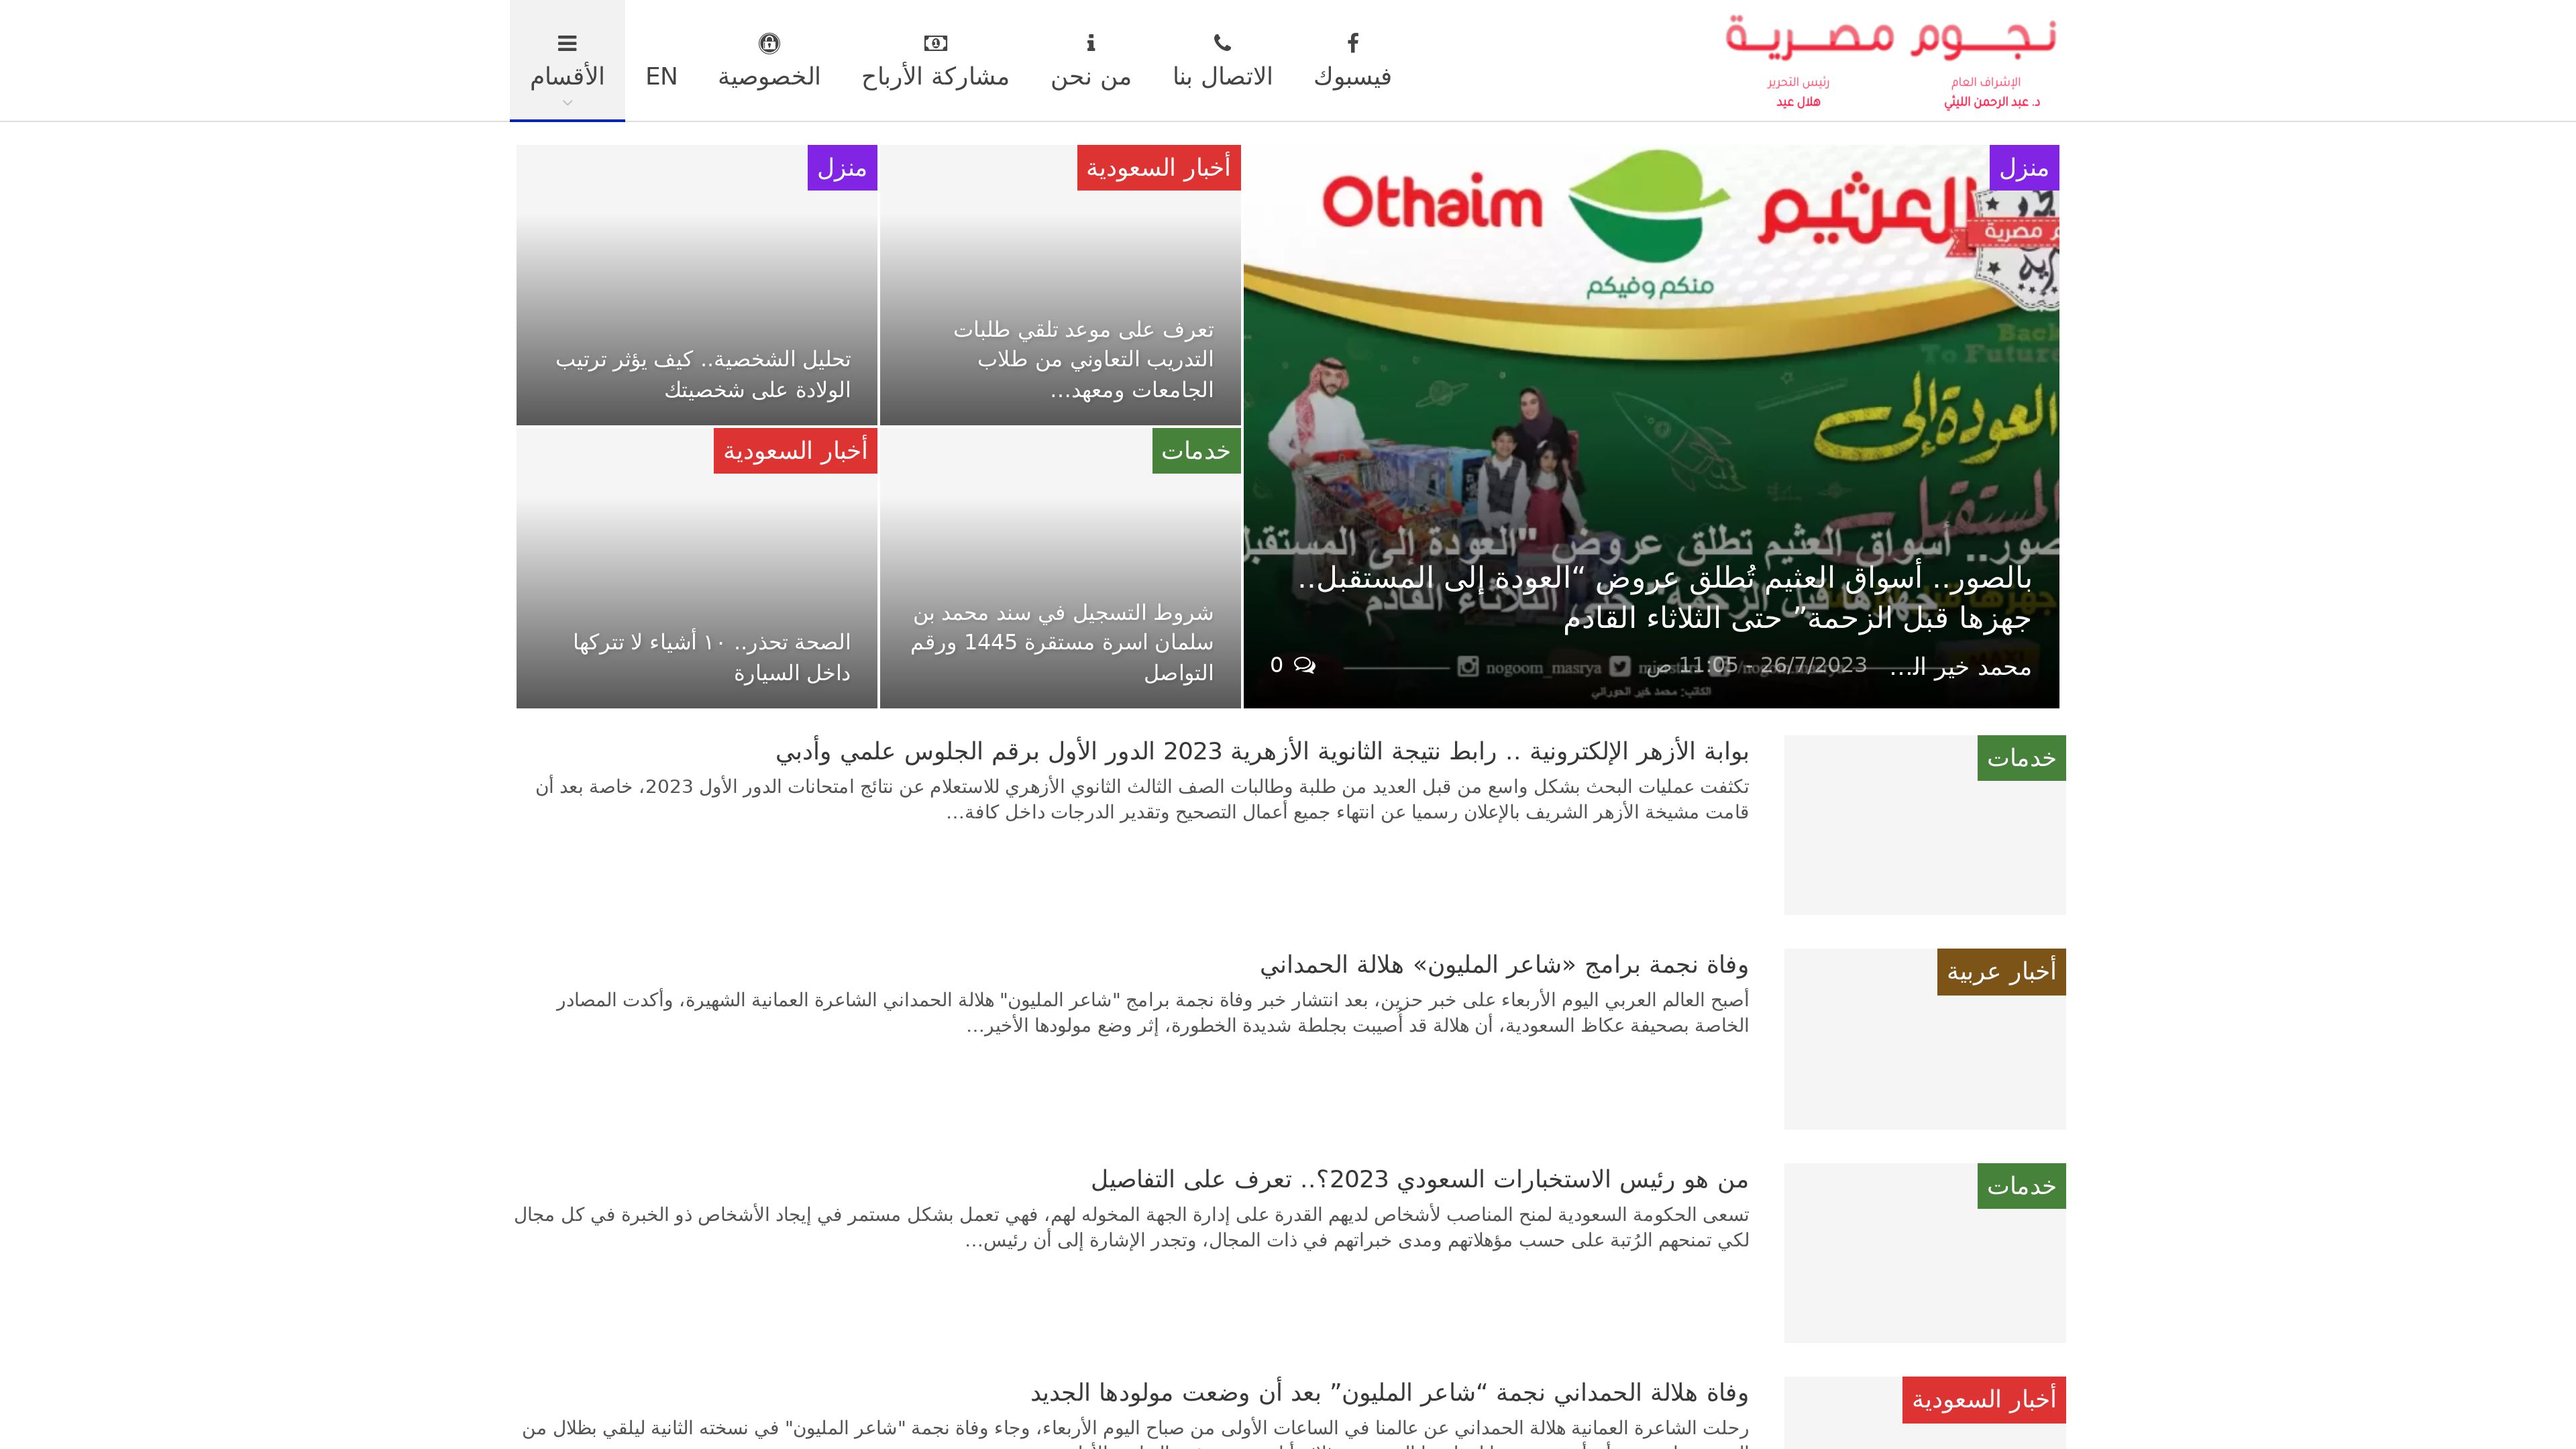 نجوم مصرية
الإشراف العام
د. عبد الرحمن الليثي
رئيس التحرير
هلال عيد
فيسبوك
الاتصال بنا
من نحن
مشاركة الأرباح
الخصوصية
EN
الأقسام
منزل
العثيم Othaim
منكم وفيكم
Back
To Future
العودة إلى
المستقبل
بالصور.. أسواق العثيم تُطلق عروض “العودة إلى المستقبل..
جهزها قبل الزحمة” حتى الثلاثاء القادم
محمد خير الـ...
26/7/2023 - 11:05 ص
0
nogoom_masrya
الكاتب: محمد خير الحوراني
أخبار السعودية
تعرف على موعد تلقي طلبات
التدريب التعاوني من طلاب
الجامعات ومعهد...
منزل
تحليل الشخصية.. كيف يؤثر ترتيب
الولادة على شخصيتك
خدمات
شروط التسجيل في سند محمد بن
سلمان اسرة مستقرة 1445 ورقم
التواصل
أخبار السعودية
الصحة تحذر.. ١٠ أشياء لا تتركها
داخل السيارة
خدمات
بوابة الأزهر الإلكترونية .. رابط نتيجة الثانوية الأزهرية 2023 الدور الأول برقم الجلوس علمي وأدبي
تكثفت عمليات البحث بشكل واسع من قبل العديد من طلبة وطالبات الصف الثالث الثانوي الأزهري للاستعلام عن نتائج امتحانات الدور الأول 2023، خاصة بعد أن
قامت مشيخة الأزهر الشريف بالإعلان رسميا عن انتهاء جميع أعمال التصحيح وتقدير الدرجات داخل كافة...
أخبار عربية
وفاة نجمة برامج «شاعر المليون» هلالة الحمداني
أصبح العالم العربي اليوم الأربعاء على خبر حزين، بعد انتشار خبر وفاة نجمة برامج "شاعر المليون" هلالة الحمداني الشاعرة العمانية الشهيرة، وأكدت المصادر
الخاصة بصحيفة عكاظ السعودية، أن هلالة قد أُصيبت بجلطة شديدة الخطورة، إثر وضع مولودها الأخير...
خدمات
من هو رئيس الاستخبارات السعودي 2023؟.. تعرف على التفاصيل
تسعى الحكومة السعودية لمنح المناصب لأشخاص لديهم القدرة على إدارة الجهة المخوله لهم، فهي تعمل بشكل مستمر في إيجاد الأشخاص ذو الخبرة في كل مجال
لكي تمنحهم الرُتبة على حسب مؤهلاتهم ومدى خبراتهم في ذات المجال، وتجدر الإشارة إلى أن رئيس...
أخبار السعودية
وفاة هلالة الحمداني نجمة “شاعر المليون” بعد أن وضعت مولودها الجديد
رحلت الشاعرة العمانية هلالة الحمداني عن عالمنا في الساعات الأولى من صباح اليوم الأربعاء، وجاء وفاة نجمة "شاعر المليون" في نسخته الثانية ليلقي بظلال من